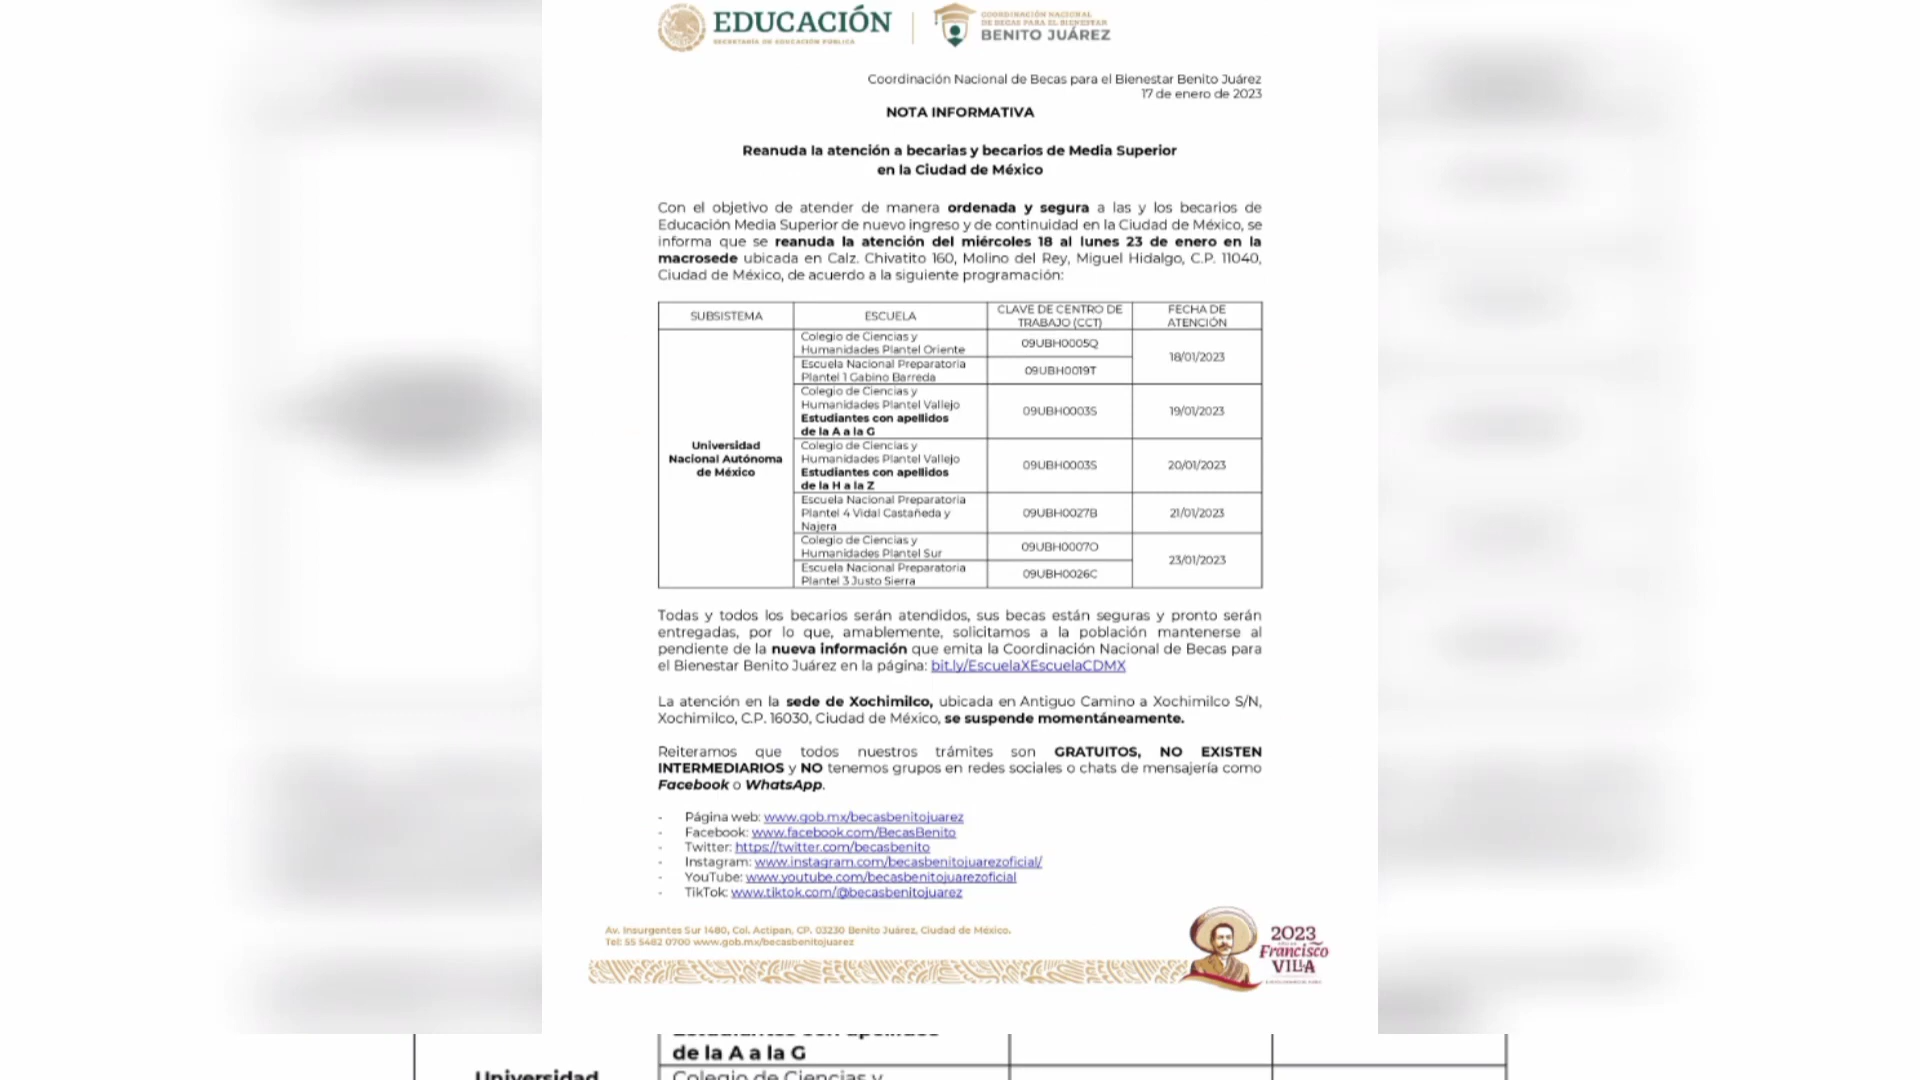 EDUCACIÓN
SECRETARÍA DE EDUCACIÓN PÚBLICA
COORDINACIÓN NACIONAL
DE BECAS PARA EL BIENESTAR
BENITO JUÁREZ
Coordinación Nacional de Becas para el Bienestar Benito Juárez
17 de enero de 2023
NOTA INFORMATIVA
Reanuda la atención a becarias y becarios de Media Superior
en la Ciudad de México
Con el objetivo de atender de manera ordenada y segura a las y los becarios de
Educación Media Superior de nuevo ingreso y de continuidad en la Ciudad de México, se
informa que se reanuda la atención del miércoles 18 al lunes 23 de enero en la
macrosede ubicada en Calz. Chivatito 160, Molino del Rey, Miguel Hidalgo, C.P. 11040,
Ciudad de México, de acuerdo a la siguiente programación:
SUBSISTEMA
ESCUELA
CLAVE DE CENTRO DE
TRABAJO (CCT)
FECHA DE
ATENCIÓN
Universidad
Nacional Autónoma
de México
Colegio de Ciencias y
Humanidades Plantel Oriente
09UBH0005Q
18/01/2023
Escuela Nacional Preparatoria
Plantel 1 Gabino Barreda
09UBH0019T
Colegio de Ciencias y
Humanidades Plantel Vallejo
Estudiantes con apellidos
de la A a la G
09UBH0003S
19/01/2023
Colegio de Ciencias y
Humanidades Plantel Vallejo
Estudiantes con apellidos
de la H a la Z
09UBH0003S
20/01/2023
Escuela Nacional Preparatoria
Plantel 4 Vidal Castañeda y
Najera
09UBH0027B
21/01/2023
Colegio de Ciencias y
Humanidades Plantel Sur
09UBH0007O
23/01/2023
Escuela Nacional Preparatoria
Plantel 3 Justo Sierra
09UBH0026C
Todas y todos los becarios serán atendidos, sus becas están seguras y pronto serán
entregadas, por lo que, amablemente, solicitamos a la población mantenerse al
pendiente de la nueva información que emita la Coordinación Nacional de Becas para
el Bienestar Benito Juárez en la página: bit.ly/EscuelaXEscuelaCDMX
La atención en la sede de Xochimilco, ubicada en Antiguo Camino a Xochimilco S/N,
Xochimilco, C.P. 16030, Ciudad de México, se suspende momentáneamente.
Reiteramos que todos nuestros trámites son GRATUITOS, NO EXISTEN
INTERMEDIARIOS y NO tenemos grupos en redes sociales o chats de mensajería como
Facebook o WhatsApp.
- Página web: www.gob.mx/becasbenitojuarez
- Facebook: www.facebook.com/BecasBenito
- Twitter: https://twitter.com/becasbenito
- Instagram: www.instagram.com/becasbenitojuarezoficial/
- YouTube: www.youtube.com/becasbenitojuarezoficial
- TikTok: www.tiktok.com/@becasbenitojuarez
Av. Insurgentes Sur 1480, Col. Actipan, CP. 03230 Benito Juárez, Ciudad de México.
Tel: 55 5482 0700 www.gob.mx/becasbenitojuarez
2023
Francisco
VILLA
Estudiantes con apellidos
de la A a la G
Universidad
Colegio de Ciencias y